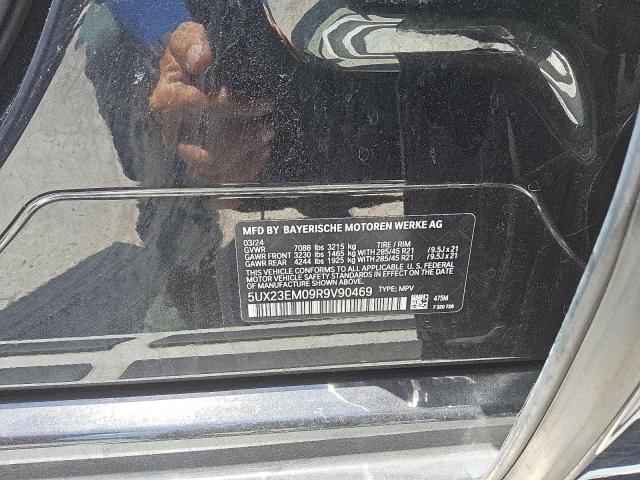 MFD BY BAYERISCHE MOTOREN WERKE AG
03/24
GVWR 7088 lbs 3215 kg TIRE / RIM
GAWR FRONT 3230 lbs 1465 kg WITH 285/45 R21 /9.5J x 21
GAWR REAR 4244 lbs 1925 kg WITH 285/45 R21 /9.5J x 21
THIS VEHICLE CONFORMS TO ALL APPLICABLE U.S. FEDERAL
MOTOR VEHICLE SAFETY STANDARDS IN EFFECT ON THE DATE
OF MANUFACTURE SHOWN ABOVE.
5UX23EM09R9V90469 TYPE: MPV
475M